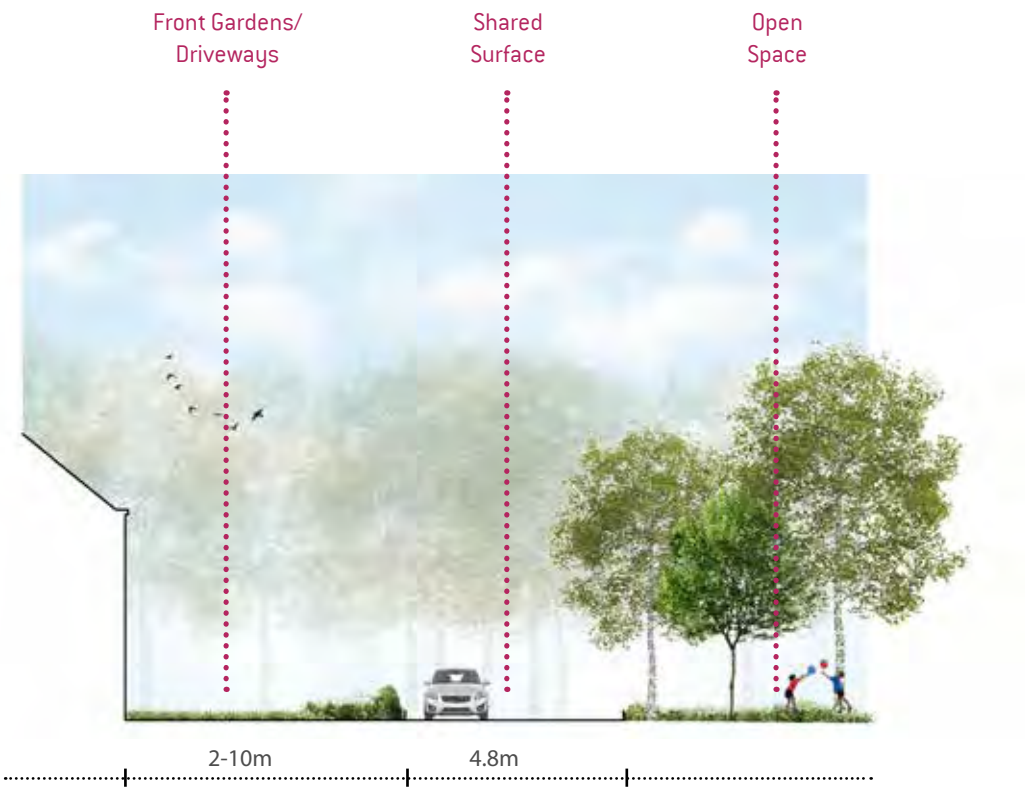 Front Gardens/
Driveways
Shared
Surface
Open
Space
2-10m
4.8m